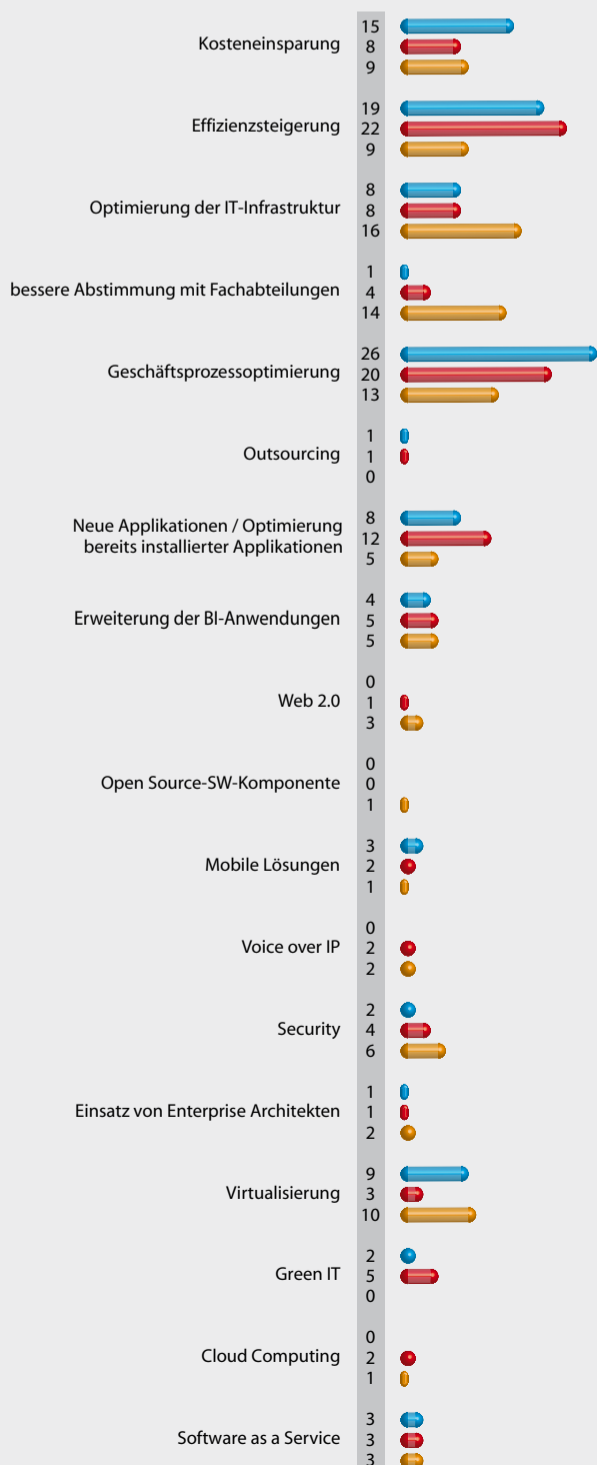 Kosteneinsparung
15
8
9
Effizienzsteigerung
19
22
9
Optimierung der IT-Infrastruktur
8
8
16
bessere Abstimmung mit Fachabteilungen
1
4
14
Geschäftsprozessoptimierung
26
20
13
Outsourcing
1
1
0
Neue Applikationen / Optimierung
bereits installierter Applikationen
8
12
5
Erweiterung der BI-Anwendungen
4
5
5
Web 2.0
0
1
3
Open Source-SW-Komponente
0
0
1
Mobile Lösungen
3
2
1
Voice over IP
0
2
2
Security
2
4
6
Einsatz von Enterprise Architekten
1
1
2
Virtualisierung
9
3
10
Green IT
2
5
0
Cloud Computing
0
2
1
Software as a Service
3
3
3